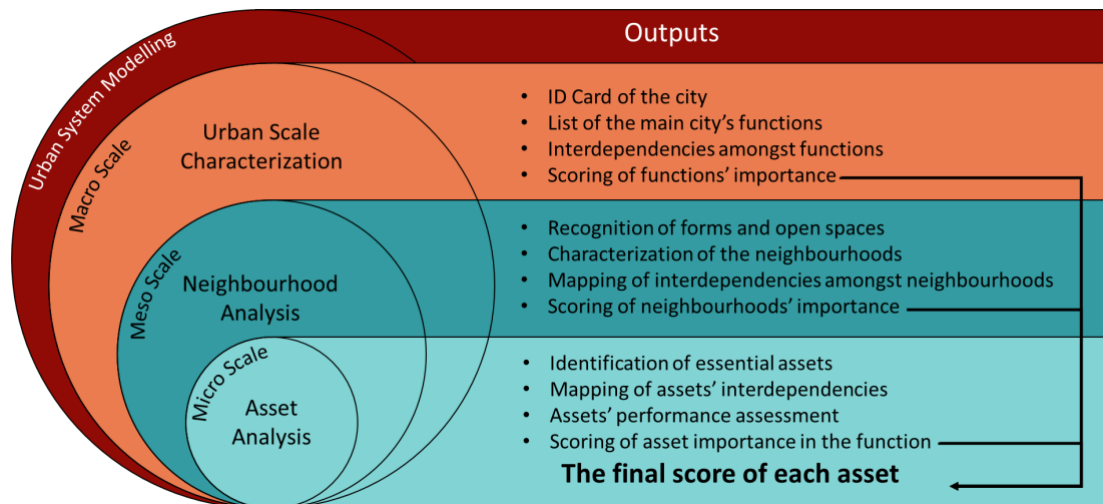 Outputs
Urban System Modelling
Macro Scale
Urban Scale
Characterization
• ID Card of the city
• List of the main city's functions
• Interdependencies amongst functions
• Scoring of functions' importance
Meso Scale
Neighbourhood
Analysis
• Recognition of forms and open spaces
• Characterization of the neighbourhoods
• Mapping of interdependencies amongst neighbourhoods
• Scoring of neighbourhoods' importance
Micro Scale
Asset
Analysis
• Identification of essential assets
• Mapping of assets' interdependencies
• Assets' performance assessment
• Scoring of asset importance in the function
The final score of each asset